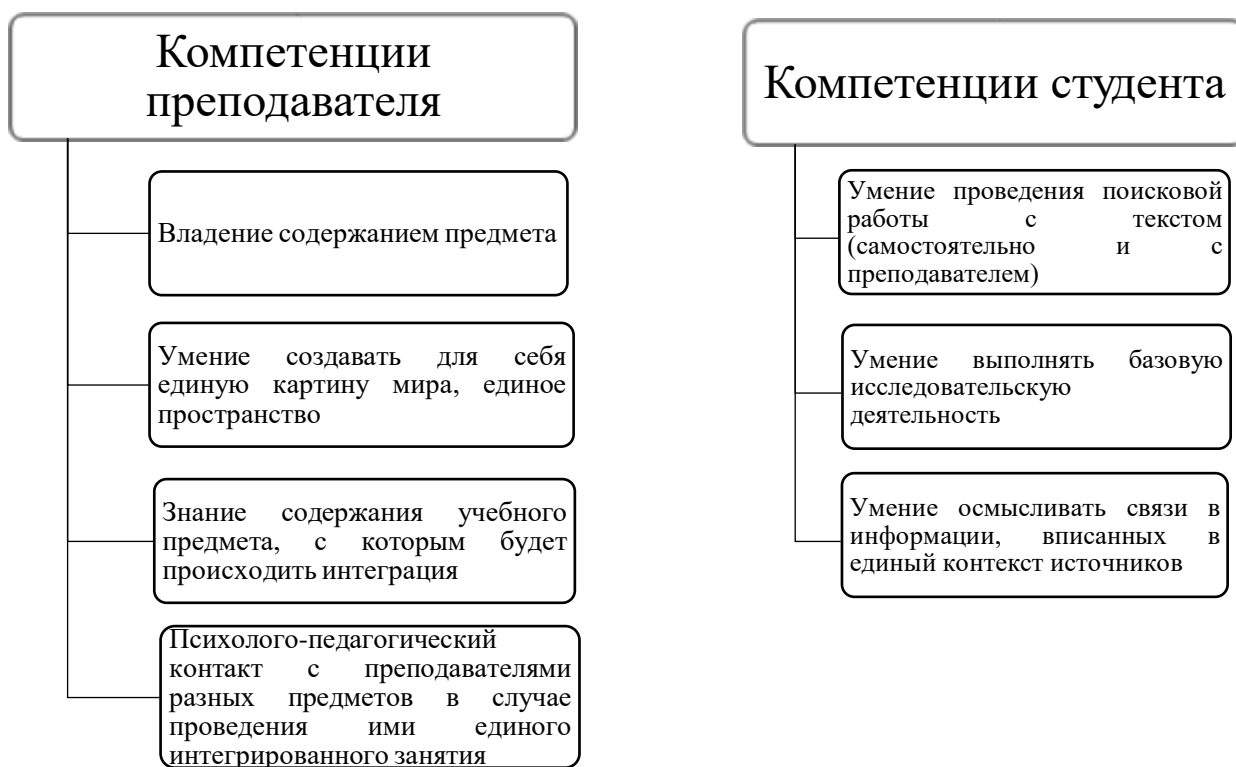 Компетенции
преподавателя
Владение содержанием предмета
Умение создавать для себя
единую картину мира, единое
пространство
Знание содержания учебного
предмета, с которым будет
происходить интеграция
Психолого-педагогический
контакт с преподавателями
разных предметов в случае
проведения ими единого
интегрированного занятия
Компетенции студента
Умение проведения поисковой
работы с текстом
(самостоятельно и с
преподавателем)
Умение выполнять базовую
исследовательскую
деятельность
Умение осмысливать связи в
информации, вписанных в
единый контекст источников